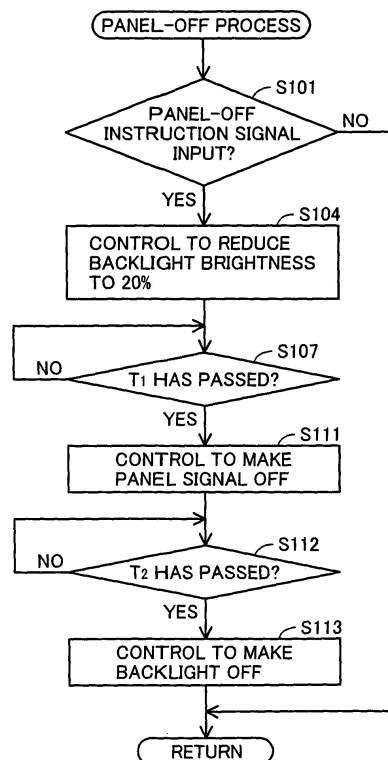 PANEL-OFF PROCESS
S101
PANEL-OFF
INSTRUCTION SIGNAL
INPUT?
NO
YES
S104
CONTROL TO REDUCE
BACKLIGHT BRIGHTNESS
TO 20%
S107
NO
T1 HAS PASSED?
YES
S111
CONTROL TO MAKE
PANEL SIGNAL OFF
S112
NO
T2 HAS PASSED?
YES
S113
CONTROL TO MAKE
BACKLIGHT OFF
RETURN